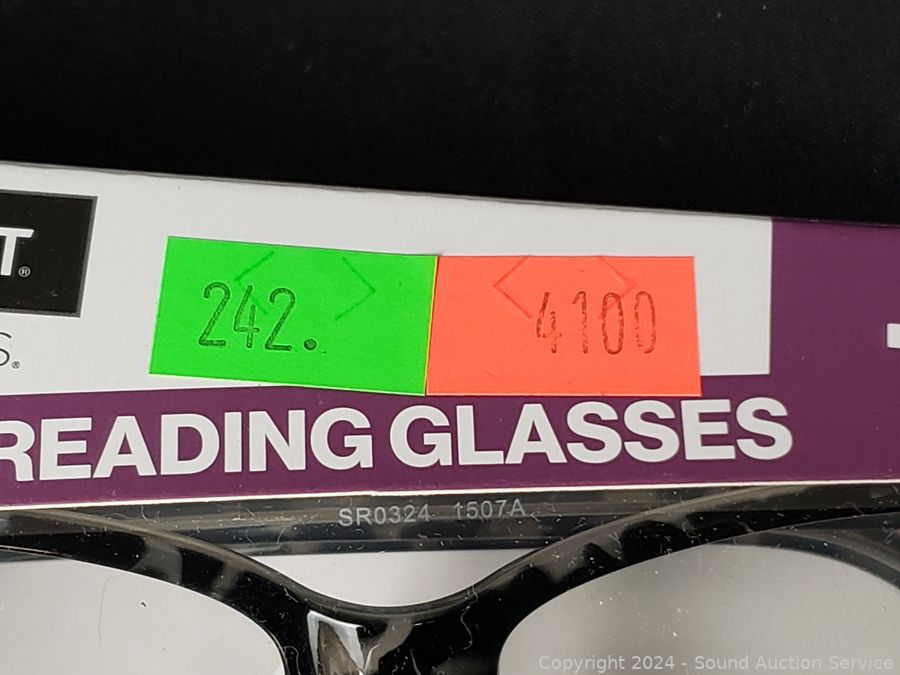 T®
S®
242. 4100
READING GLASSES
SR0324 1507A
Copyright 2024 - Sound Auction Service